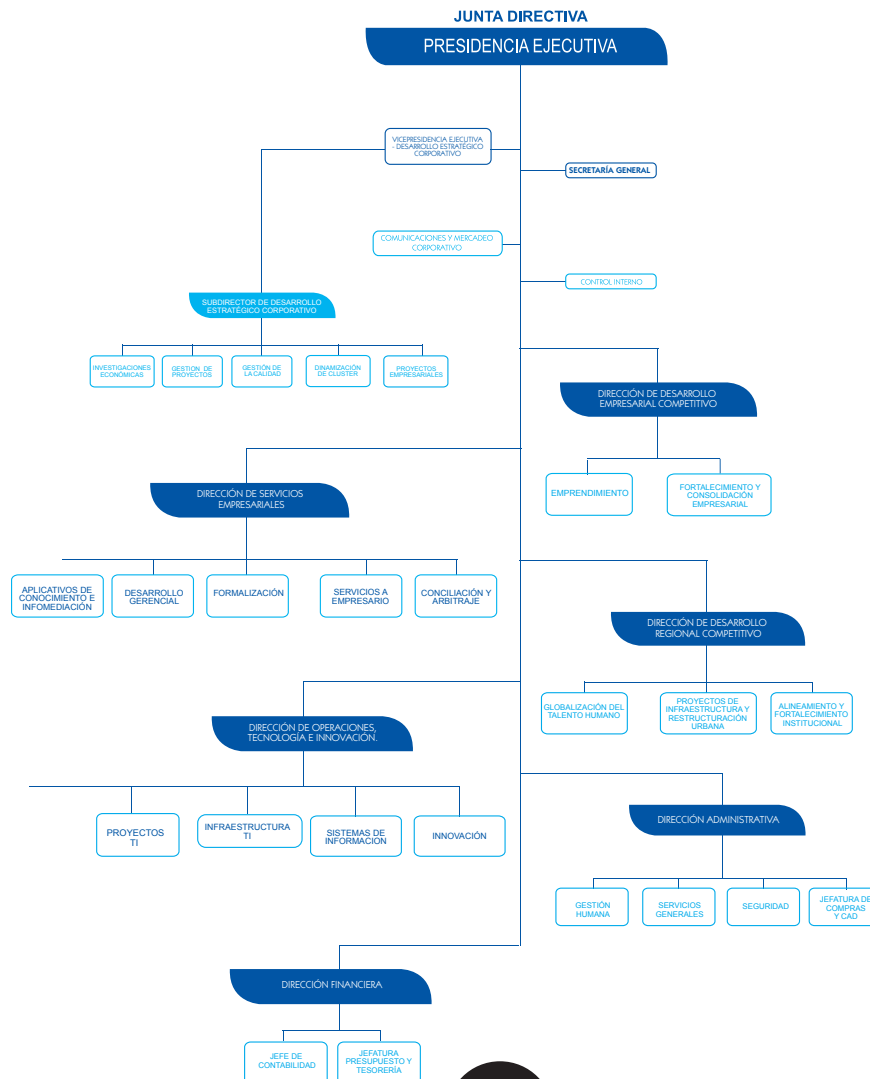 JUNTA DIRECTIVA
PRESIDENCIA EJECUTIVA
VICEPRESIDENCIA EJECUTIVA
- DESARROLLO ESTRATÉGICO
CORPORATIVO
SECRETARÍA GENERAL
COMUNICACIONES Y MERCADEO
CORPORATIVO
CONTROL INTERNO
SUBDIRECTOR DE DESARROLLO
ESTRATÉGICO CORPORATIVO
INVESTIGACIONES
ECONÓMICAS
GESTION DE
PROYECTOS
GESTIÓN DE
LA CALIDAD
DINAMIZACIÓN
DE CLÚSTER
PROYECTOS
EMPRESARIALES
DIRECCIÓN DE DESARROLLO
EMPRESARIAL COMPETITIVO
EMPRENDIMIENTO
FORTALECIMIENTO Y
CONSOLIDACIÓN
EMPRESARIAL
DIRECCIÓN DE SERVICIOS
EMPRESARIALES
APLICATIVOS DE
CONOCIMIENTO E
INFOMEDIACIÓN
DESARROLLO
GERENCIAL
FORMALIZACIÓN
SERVICIOS A
EMPRESARIO
CONCILIACIÓN Y
ARBITRAJE
DIRECCIÓN DE DESARROLLO
REGIONAL COMPETITIVO
GLOBALIZACIÓN DEL
TALENTO HUMANO
PROYECTOS DE
INFRAESTRUCTURA Y
RESTRUCTURACIÓN
URBANA
ALINEAMIENTO Y
FORTALECIMIENTO
INSTITUCIONAL
DIRECCIÓN DE OPERACIONES,
TECNOLOGÍA E INNOVACIÓN.
PROYECTOS
TI
INFRAESTRUCTURA
TI
SISTEMAS DE
INFORMACION
INNOVACIÓN
DIRECCIÓN ADMINISTRATIVA
GESTIÓN
HUMANA
SERVICIOS
GENERALES
SEGURIDAD
JEFATURA DE
COMPRAS
Y CAD
DIRECCIÓN FINANCIERA
JEFE DE
CONTABILIDAD
JEFATURA
PRESUPUESTO Y
TESORERÍA